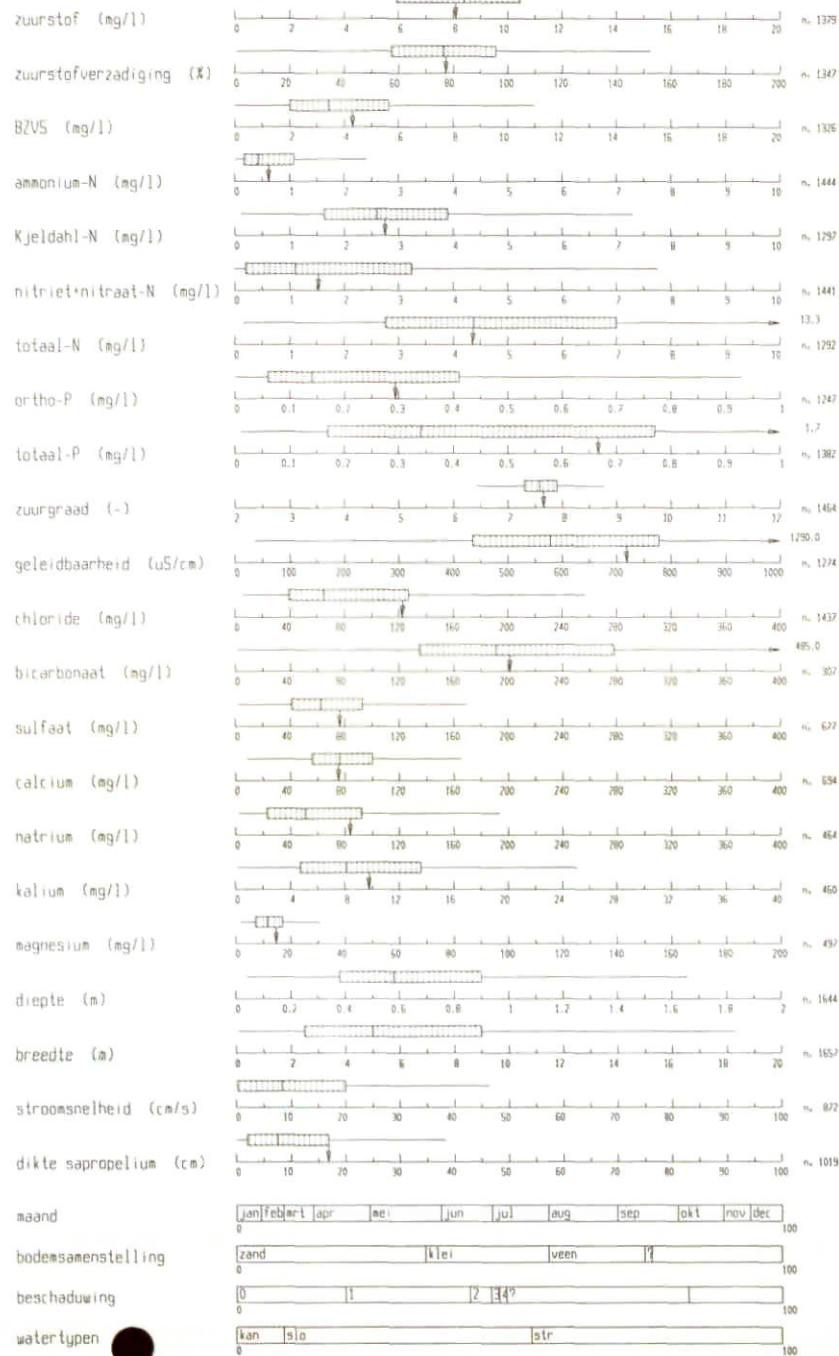 zuurstof (mg/l) 0 2 4 6 8 10 12 14 16 18 20 n. 1379
zuurstofverzadiging (%) 0 20 40 60 80 100 120 140 160 180 200 n. 1347
BZV5 (mg/l) 0 2 4 6 8 10 12 14 16 18 20 n. 1326
ammonium-N (mg/l) 0 1 2 3 4 5 6 7 8 9 10 n. 1444
Kjeldahl-N (mg/l) 0 1 2 3 4 5 6 7 8 9 10 n. 1297
nitriet+nitraat-N (mg/l) 0 1 2 3 4 5 6 7 8 9 10 n. 1441
13.3
totaal-N (mg/l) 0 1 2 3 4 5 6 7 8 9 10 n. 1292
ortho-P (mg/l) 0 0.1 0.2 0.3 0.4 0.5 0.6 0.7 0.8 0.9 1 n. 1247
1.7
totaal-P (mg/l) 0 0.1 0.2 0.3 0.4 0.5 0.6 0.7 0.8 0.9 1 n. 1382
zuurgraad (-) 2 3 4 5 6 7 8 9 10 11 12 n. 1464
1290.0
geleidbaarheid (uS/cm) 0 100 200 300 400 500 600 700 800 900 1000 n. 1274
chloride (mg/l) 0 40 80 120 160 200 240 280 320 360 400 n. 1437
485.0
bicarbonaat (mg/l) 0 40 80 120 160 200 240 280 320 360 400 n. 307
sulfaat (mg/l) 0 40 80 120 160 200 240 280 320 360 400 n. 677
calcium (mg/l) 0 40 80 120 160 200 240 280 320 360 400 n. 694
natrium (mg/l) 0 40 80 120 160 200 240 280 320 360 400 n. 464
kalium (mg/l) 0 4 8 12 16 20 24 28 32 36 40 n. 460
magnesium (mg/l) 0 20 40 60 80 100 120 140 160 180 200 n. 497
diepte (m) 0 0.2 0.4 0.6 0.8 1 1.2 1.4 1.6 1.8 2 n. 1644
breedte (m) 0 2 4 6 8 10 12 14 16 18 20 n. 1657
stroomsnelheid (cm/s) 0 10 20 30 40 50 60 70 80 90 100 n. 872
dikte sapropelium (cm) 0 10 20 30 40 50 60 70 80 90 100 n. 1019
maand jan feb mrt apr mei jun jul aug sep okt nov dec
0 100
bodemsamenstelling zand klei veen ?
0 100
beschaduwing 0 1 2 3 4 ?
0 100
watertypen kan slo str
0 100